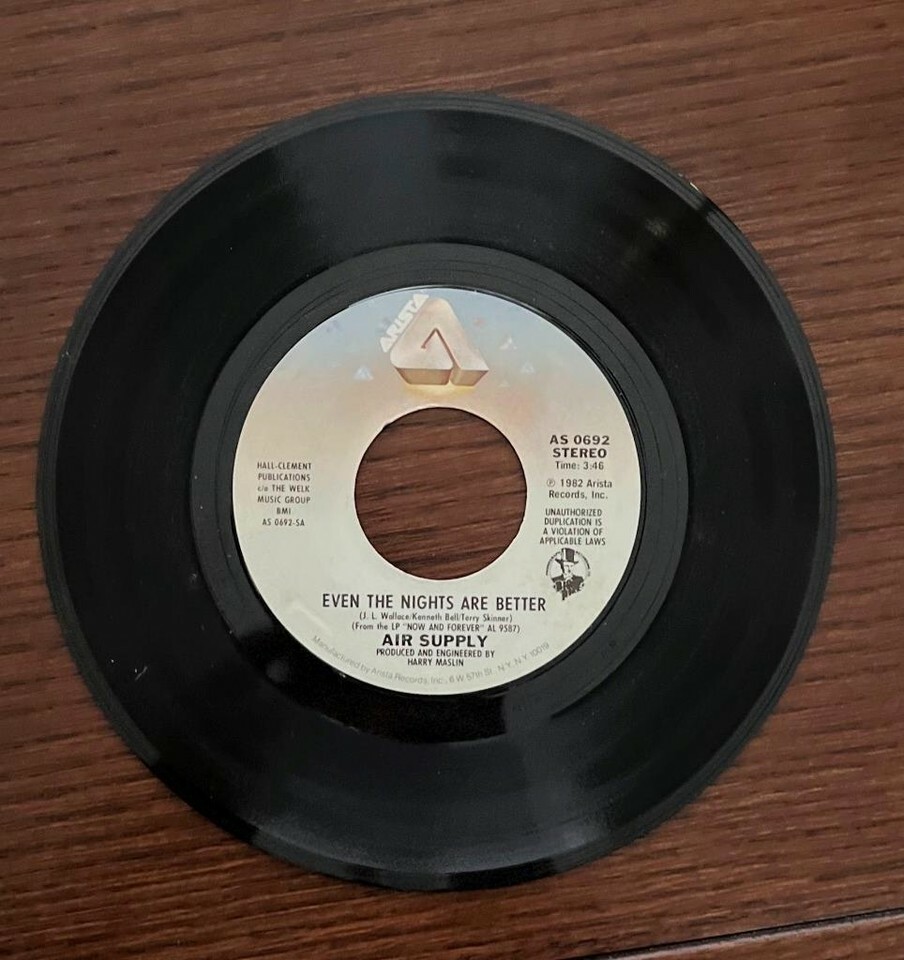 ARISTA
AS 0692
STEREO
Time: 3:46
℗ 1982 Arista
Records, Inc.
UNAUTHORIZED
DUPLICATION IS
A VIOLATION OF
APPLICABLE LAWS
HALL-CLEMENT
PUBLICATIONS
c/o THE WELK
MUSIC GROUP
BMI
AS 0692-SA
EVEN THE NIGHTS ARE BETTER
(J. L. Wallace/Kenneth Bell/Terry Skinner)
(From the LP "NOW AND FOREVER" AL 9587)
AIR SUPPLY
PRODUCED AND ENGINEERED BY
HARRY MASLIN
Manufactured by Arista Records, Inc., 6 W 57th St., N.Y., N.Y. 10019